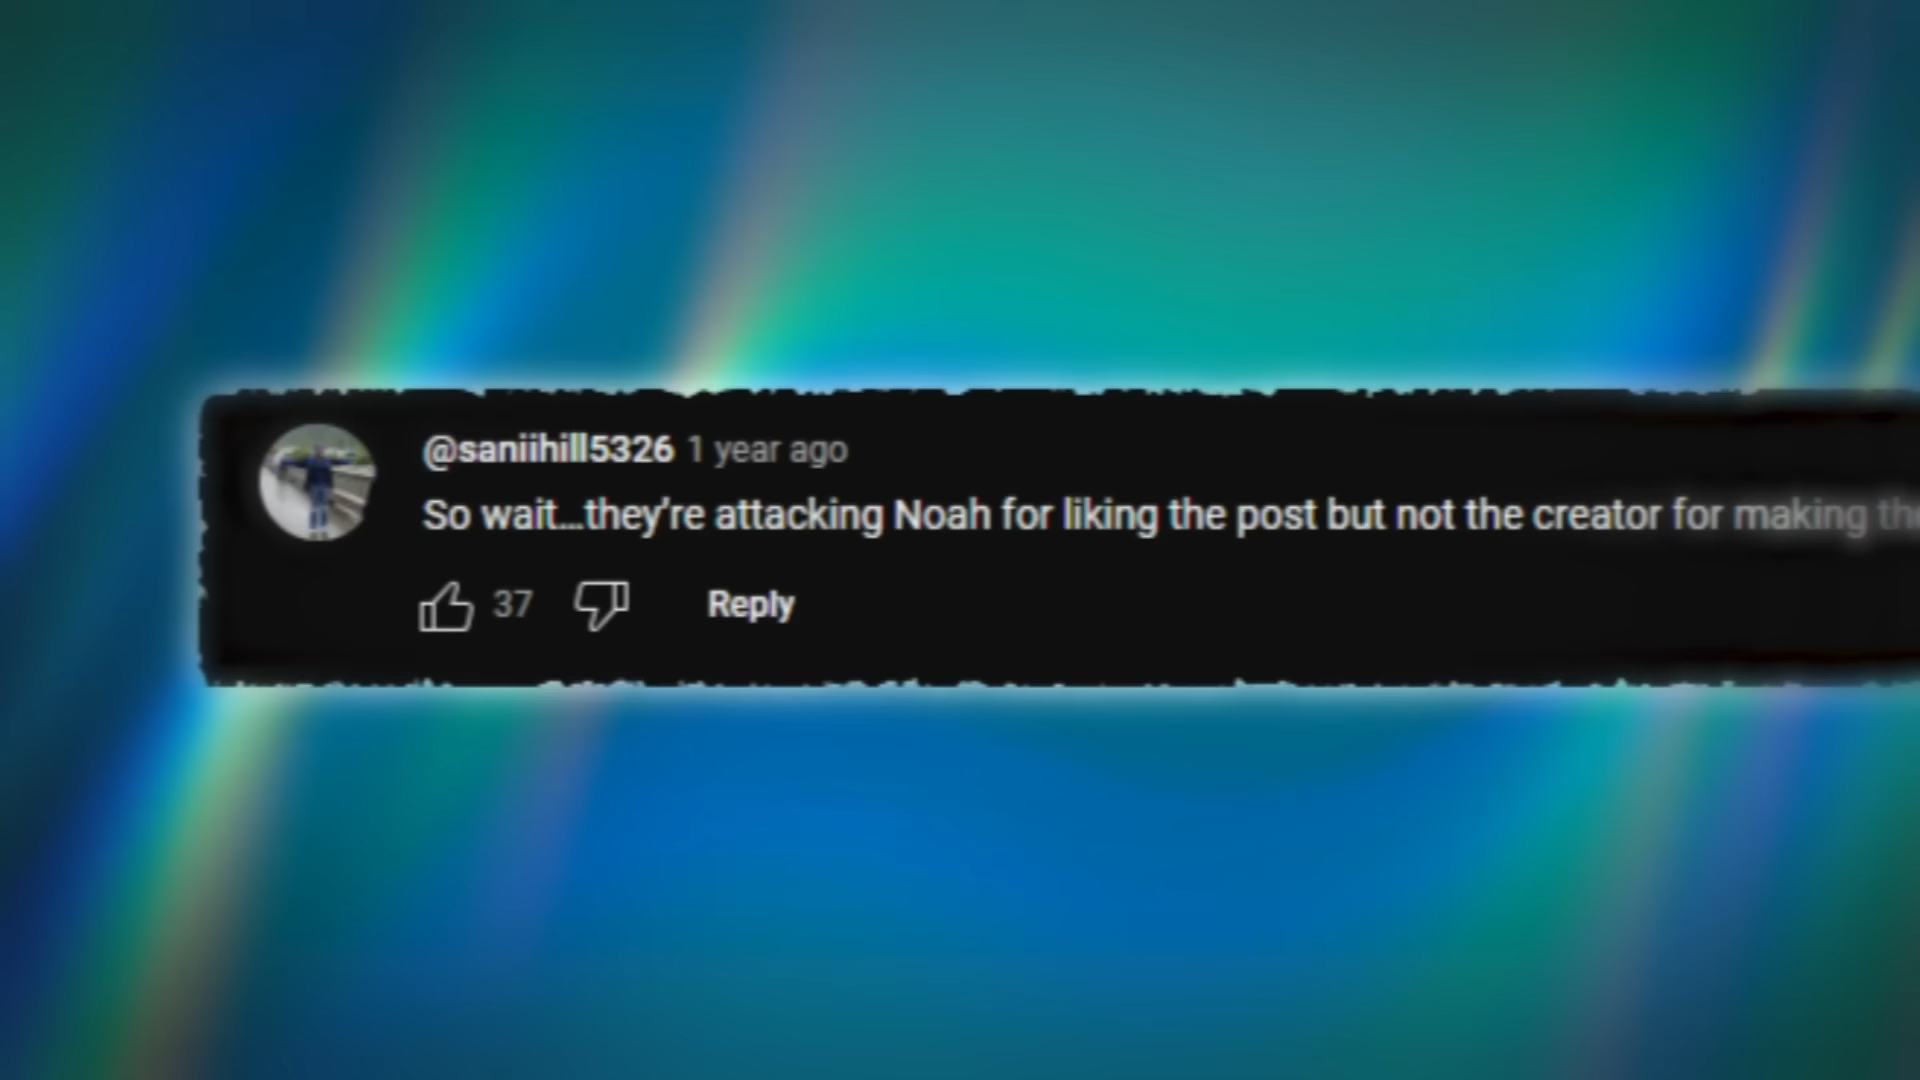 @saniihill5326 1 year ago
So wait...they're attacking Noah for liking the post but not the creator for making
37 Reply